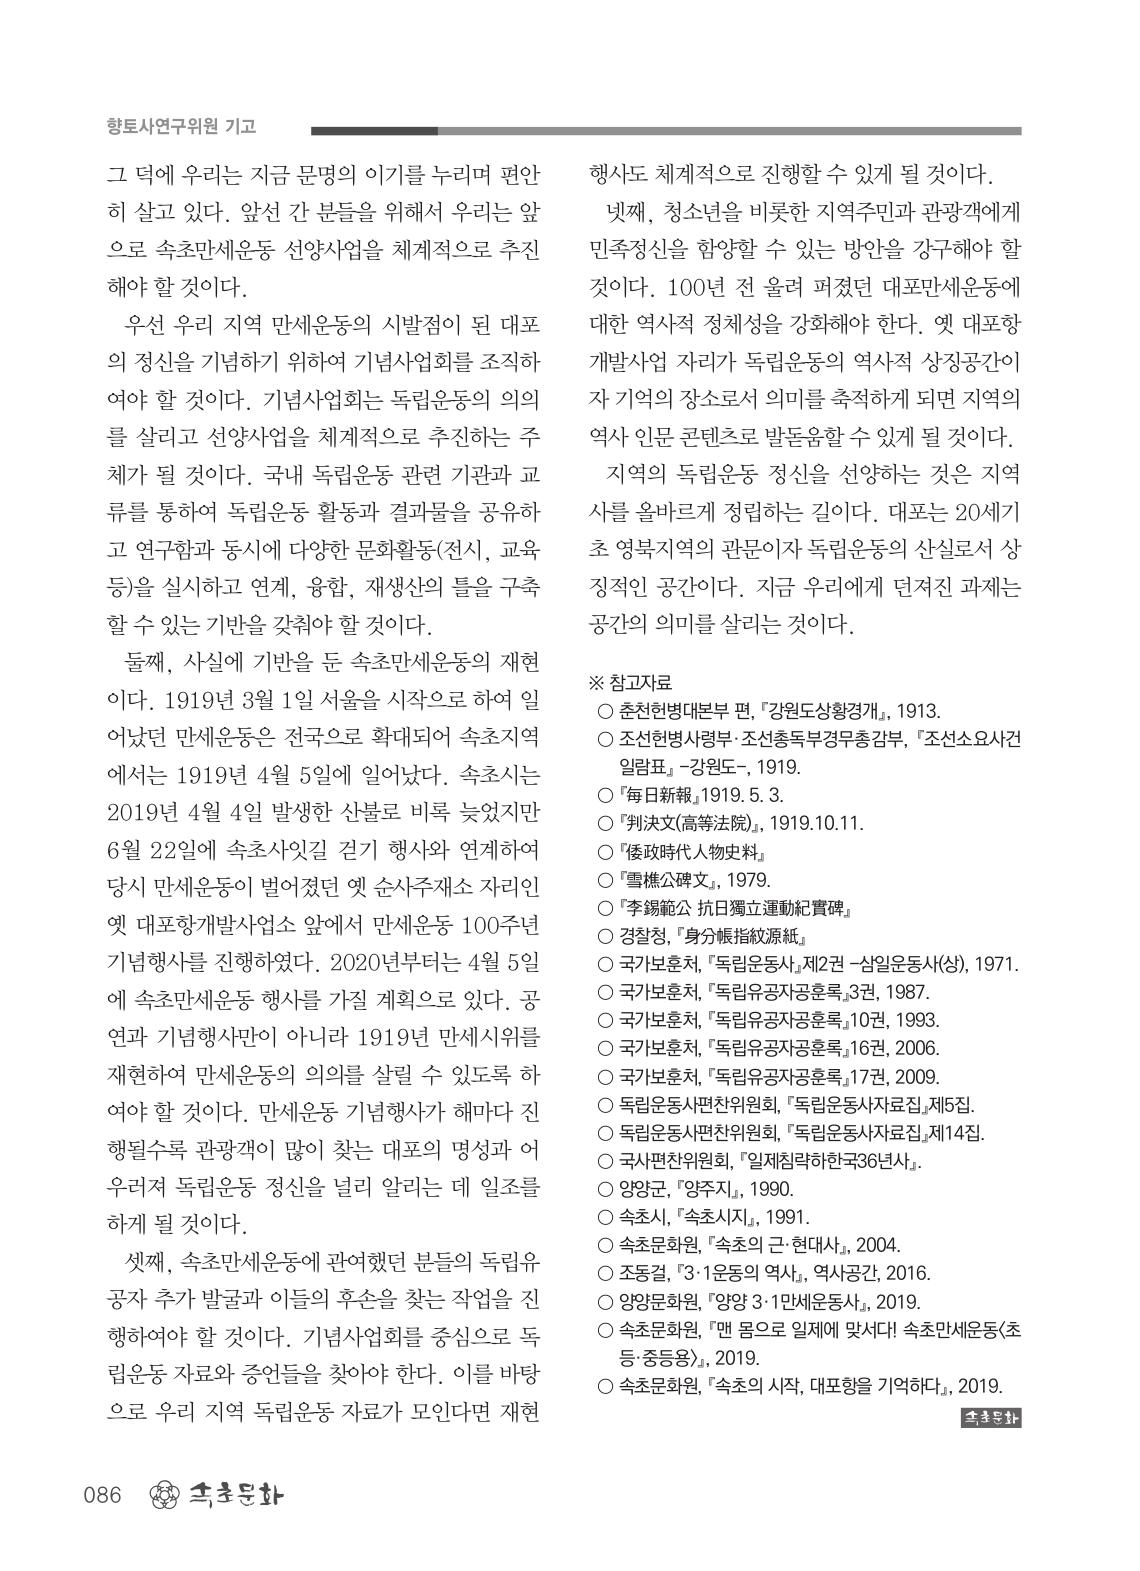 향토사연구위원 기고
그 덕에 우리는 지금 문명의 이기를 누리며 편안
히 살고 있다. 앞선 간 분들을 위해서 우리는 앞
으로 속초만세운동 선양사업을 체계적으로 추진
해야 할 것이다.
우선 우리 지역 만세운동의 시발점이 된 대포
의 정신을 기념하기 위하여 기념사업회를 조직하
여야 할 것이다. 기념사업회는 독립운동의 의의
를 살리고 선양사업을 체계적으로 추진하는 주
체가 될 것이다. 국내 독립운동 관련 기관과 교
류를 통하여 독립운동 활동과 결과물을 공유하
고 연구함과 동시에 다양한 문화활동(전시, 교육
등)을 실시하고 연계, 융합, 재생산의 틀을 구축
할 수 있는 기반을 갖춰야 할 것이다.
둘째, 사실에 기반을 둔 속초만세운동의 재현
이다. 1919년 3월 1일 서울을 시작으로 하여 일
어났던 만세운동은 전국으로 확대되어 속초지역
에서는 1919년 4월 5일에 일어났다. 속초시는
2019년 4월 4일 발생한 산불로 비록 늦었지만
6월 22일에 속초사잇길 걷기 행사와 연계하여
당시 만세운동이 벌어졌던 옛 순사주재소 자리인
옛 대포항개발사업소 앞에서 만세운동 100주년
기념행사를 진행하였다. 2020년부터는 4월 5일
에 속초만세운동 행사를 가질 계획으로 있다. 공
연과 기념행사만이 아니라 1919년 만세시위를
재현하여 만세운동의 의의를 살릴 수 있도록 하
여야 할 것이다. 만세운동 기념행사가 해마다 진
행될수록 관광객이 많이 찾는 대포의 명성과 어
우러져 독립운동 정신을 널리 알리는 데 일조를
하게 될 것이다.
셋째, 속초만세운동에 관여했던 분들의 독립유
공자 추가 발굴과 이들의 후손을 찾는 작업을 진
행하여야 할 것이다. 기념사업회를 중심으로 독
립운동 자료와 증언들을 찾아야 한다. 이를 바탕
으로 우리 지역 독립운동 자료가 모인다면 재현
행사도 체계적으로 진행할 수 있게 될 것이다.
넷째, 청소년을 비롯한 지역주민과 관광객에게
민족정신을 함양할 수 있는 방안을 강구해야 할
것이다. 100년 전 울려 퍼졌던 대포만세운동에
대한 역사적 정체성을 강화해야 한다. 옛 대포항
개발사업 자리가 독립운동의 역사적 상징공간이
자 기억의 장소로서 의미를 축적하게 되면 지역의
역사 인문 콘텐츠로 발돋움할 수 있게 될 것이다.
지역의 독립운동 정신을 선양하는 것은 지역
사를 올바르게 정립하는 길이다. 대포는 20세기
초 영북지역의 관문이자 독립운동의 산실로서 상
징적인 공간이다. 지금 우리에게 던져진 과제는
공간의 의미를 살리는 것이다.
※ 참고자료
○ 춘천헌병대본부 편, 『강원도상황경개』, 1913.
○ 조선헌병사령부·조선총독부경무총감부, 『조선소요사건
일람표』 -강원도-, 1919.
○ 『每日新報』1919. 5. 3.
○ 『判決文(高等法院)』, 1919.10.11.
○ 『倭政時代人物史料』
○ 『雪樵公碑文』, 1979.
○ 『李錫範公 抗日獨立運動紀實碑』
○ 경찰청, 『身分帳指紋源紙』
○ 국가보훈처, 『독립운동사』제2권 -삼일운동사(상), 1971.
○ 국가보훈처, 『독립유공자공훈록』3권, 1987.
○ 국가보훈처, 『독립유공자공훈록』10권, 1993.
○ 국가보훈처, 『독립유공자공훈록』16권, 2006.
○ 국가보훈처, 『독립유공자공훈록』17권, 2009.
○ 독립운동사편찬위원회, 『독립운동사자료집』제5집.
○ 독립운동사편찬위원회, 『독립운동사자료집』제14집.
○ 국사편찬위원회, 『일제침략하한국36년사』.
○ 양양군, 『양주지』, 1990.
○ 속초시, 『속초시지』, 1991.
○ 속초문화원, 『속초의 근·현대사』, 2004.
○ 조동걸, 『3·1운동의 역사』, 역사공간, 2016.
○ 양양문화원, 『양양 3·1만세운동사』, 2019.
○ 속초문화원, 『맨 몸으로 일제에 맞서다! 속초만세운동〈초
등·중등용〉』, 2019.
○ 속초문화원, 『속초의 시작, 대포항을 기억하다』, 2019.
속초문화
086 속초문화